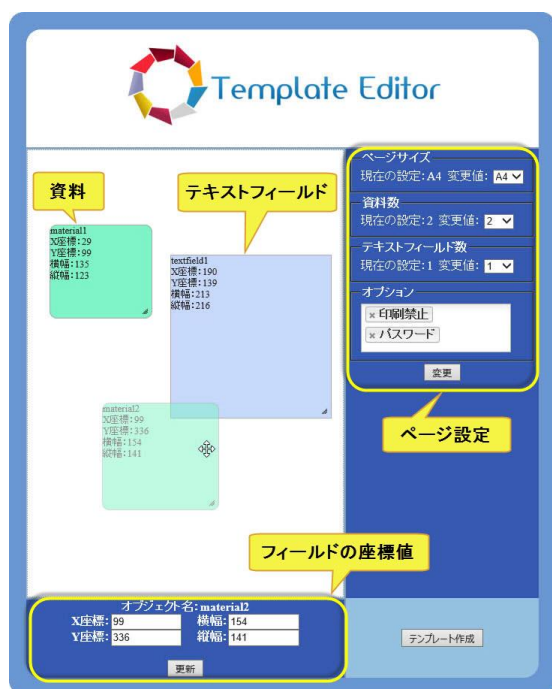 Template Editor
資料
テキストフィールド
material1
X座標:29
Y座標:99
横幅:135
縦幅:123
textfield1
X座標:190
Y座標:139
横幅:213
縦幅:216
material2
X座標:99
Y座標:336
横幅:154
縦幅:141
ページサイズ
現在の設定:A4 変更値: A4
資料数
現在の設定:2 変更値: 2
テキストフィールド数
現在の設定:1 変更値: 1
オプション
×印刷禁止
×パスワード
変更
ページ設定
フィールドの座標値
オブジェクト名:material2
X座標: 99 横幅: 154
Y座標: 336 縦幅: 141
更新
テンプレート作成